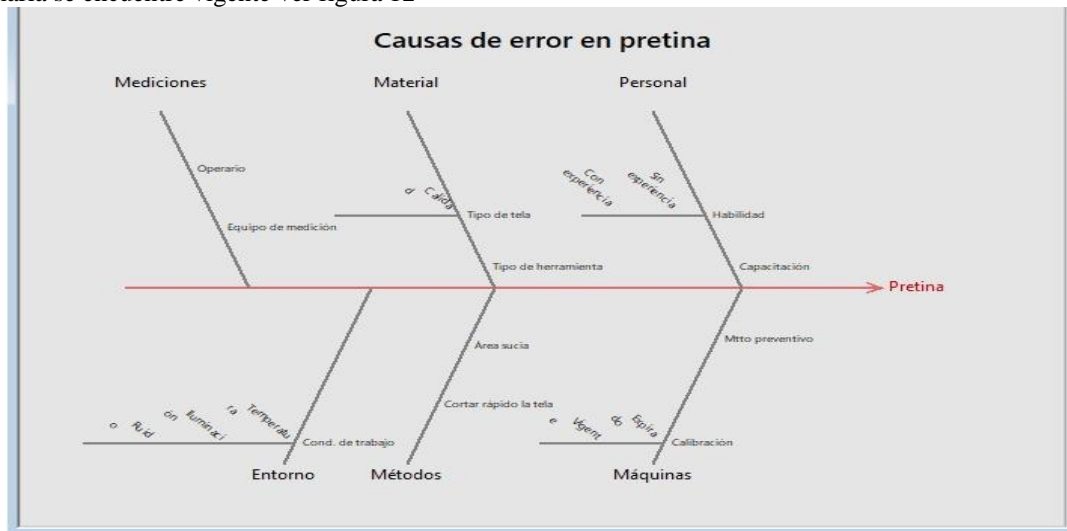 se encuentre vigente ver figura 12
Causas de error en pretina
Mediciones
Material
Personal
Operario
Equipo de medición
Calida
d
Tipo de tela
Tipo de herramienta
Con
experiencia
Sin
experiencia
Habilidad
Capacitación
Pretina
Área sucia
Cortar rápido la tela
Mtto preventivo
Ruid
o
Iluminaci
ón
Temperatu
ra
Cond. de trabajo
Vigent
e
Expira
do
Calibración
Entorno
Métodos
Máquinas